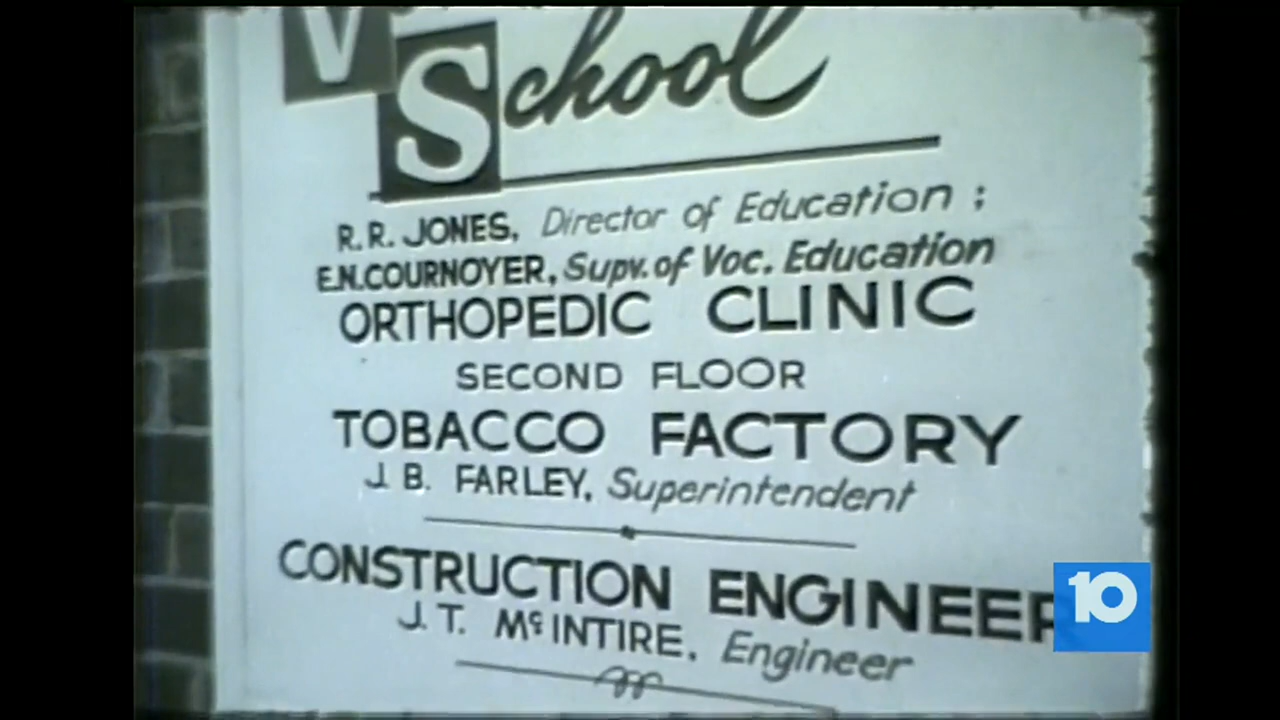 V
School
R. R. JONES, Director of Education ;
E.N. COURNOYER, Supv. of Voc. Education
ORTHOPEDIC CLINIC
SECOND FLOOR
TOBACCO FACTORY
J. B. FARLEY, Superintendent
CONSTRUCTION ENGINEER
J. T. McINTIRE, Engineer
10